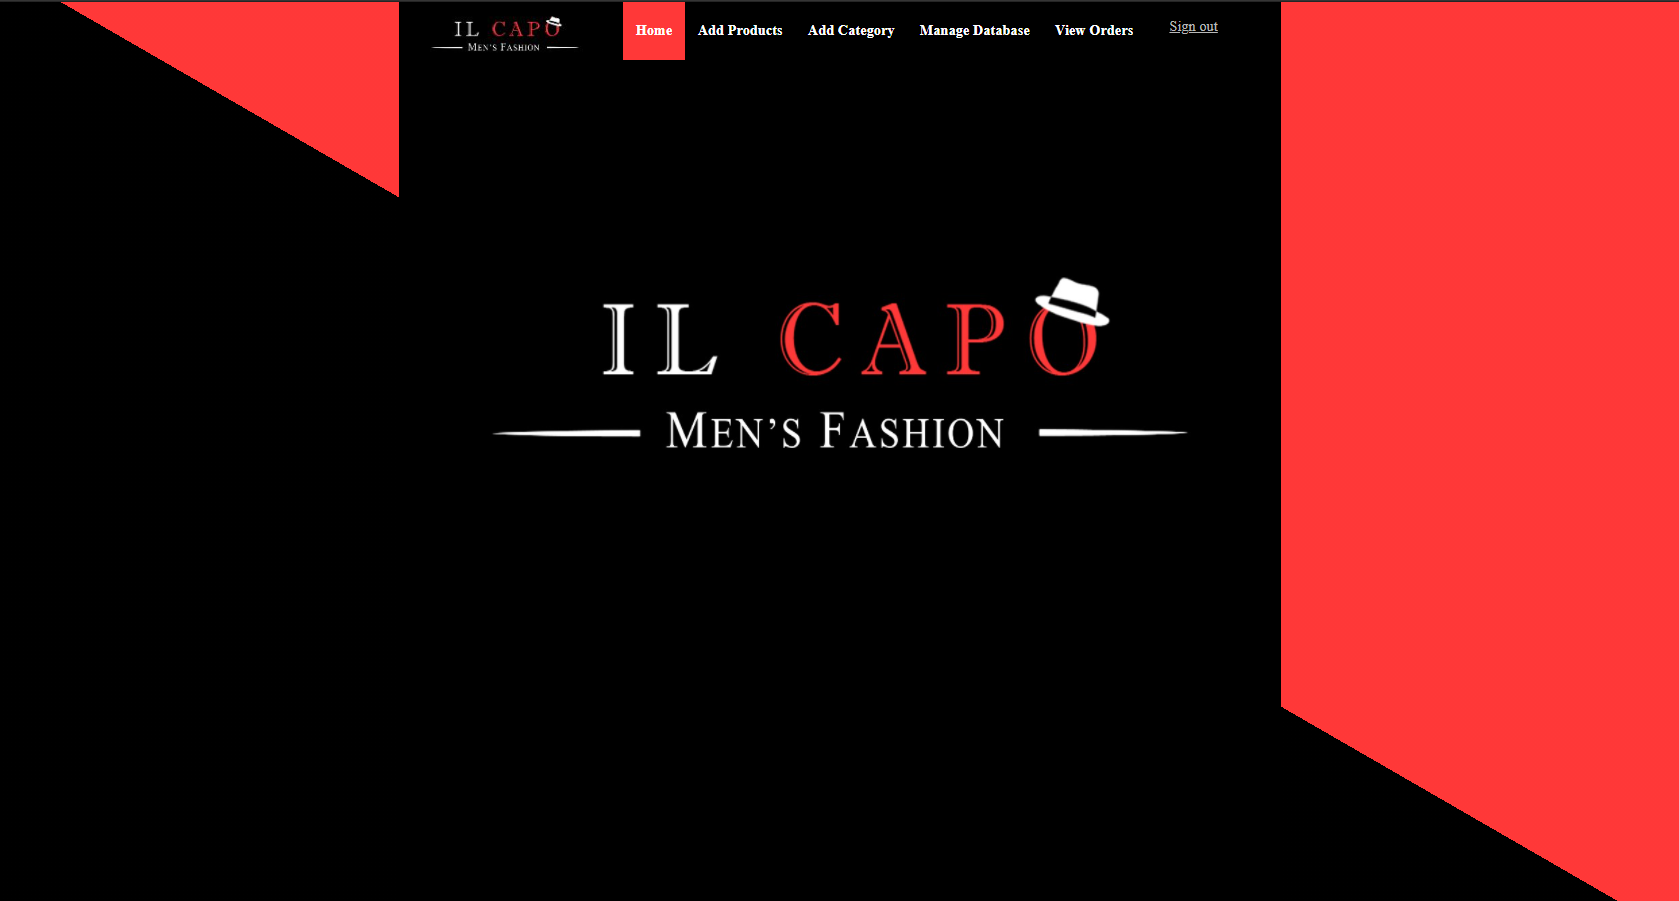 IL CAPO
MEN'S FASHION
Home Add Products Add Category Manage Database View Orders Sign out
IL CAPO
MEN'S FASHION